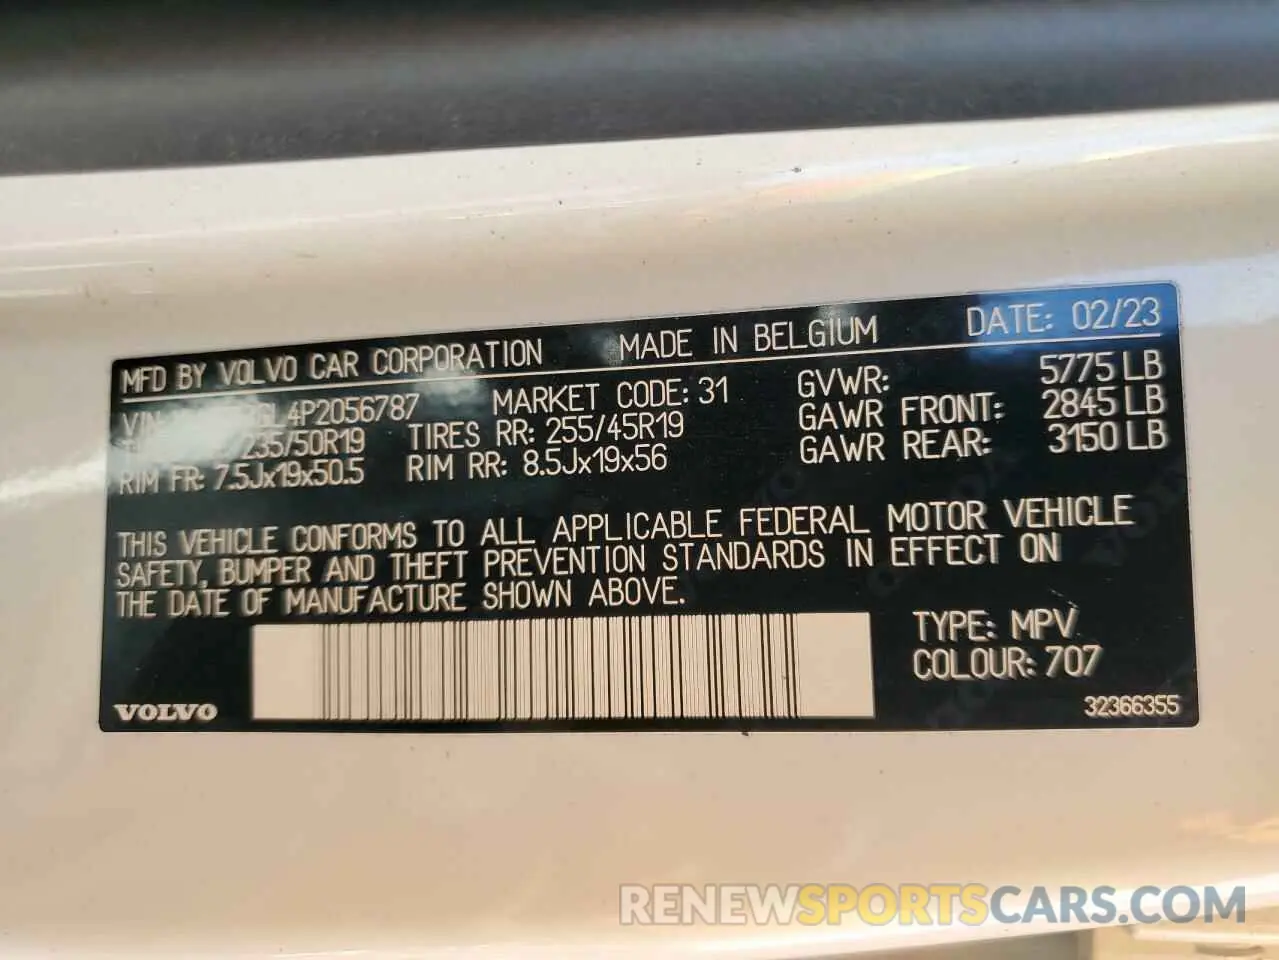 MFD BY VOLVO CAR CORPORATION MADE IN BELGIUM DATE: 02/23
MARKET CODE: 31 GVWR: 5775 LB
235/50R19 TIRES RR: 255/45R19 GAWR FRONT: 2845 LB
RIM FR: 7.5Jx19x50.5 RIM RR: 8.5Jx19x56 GAWR REAR: 3150 LB
THIS VEHICLE CONFORMS TO ALL APPLICABLE FEDERAL MOTOR VEHICLE
SAFETY, BUMPER AND THEFT PREVENTION STANDARDS IN EFFECT ON
THE DATE OF MANUFACTURE SHOWN ABOVE.
TYPE: MPV
COLOUR: 707
VOLVO
32366355
RENEWSPORTSCARS.COM